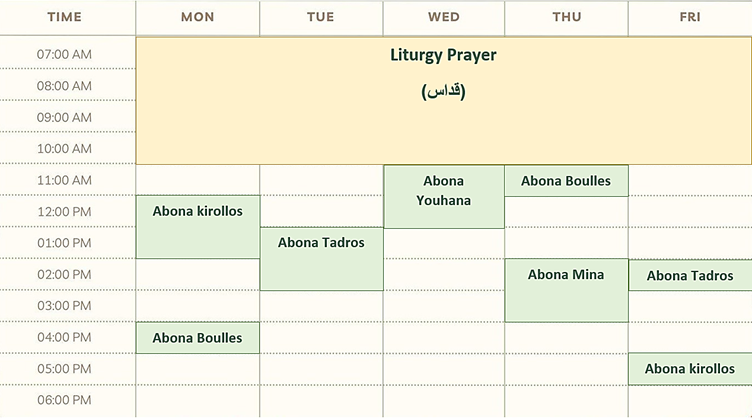 TIME MON TUE WED THU FRI
07:00 AM
Liturgy Prayer
08:00 AM
(قداس)
09:00 AM
10:00 AM
11:00 AM
Abona
Youhana
Abona Boulles
12:00 PM
Abona kirollos
01:00 PM
Abona Tadros
02:00 PM
Abona Mina
Abona Tadros
03:00 PM
04:00 PM
Abona Boulles
05:00 PM
Abona kirollos
06:00 PM